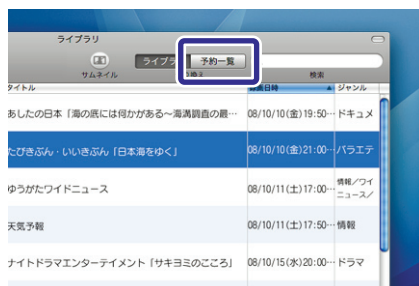 ライブラリ
ライブラ 予約一覧
サムネイル 換え 検索
タイトル 日時 ジャンル
あしたの日本「海の底には何かがある～海溝調査の最… 08/10/10(金)19:50… ドキュメ
たびきぶん・いいきぶん「日本海をゆく」 08/10/10(金)21:00… バラエテ
ゆうがたワイドニュース 08/10/11(土)17:00… 情報／ワイ
ニュース／
天気予報 08/10/11(土)17:50… 情報
ナイトドラマエンターテイメント「サキヨミのこころ」 08/10/15(水)20:00… ドラマ